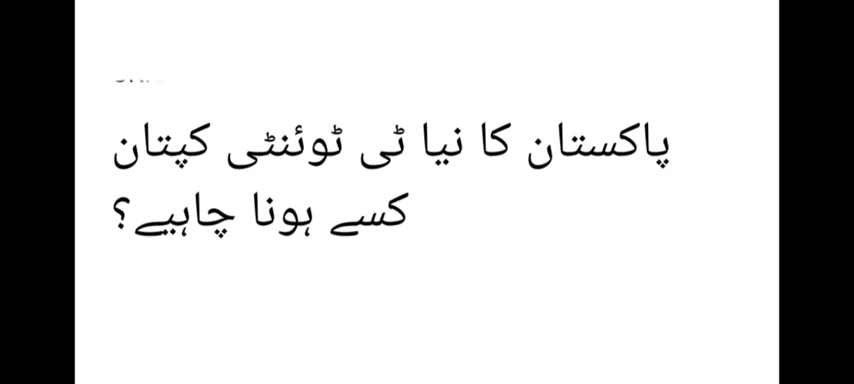 پاکستان کا نیا ٹی ٹوئنٹی کپتان
کسے ہونا چاہیے؟